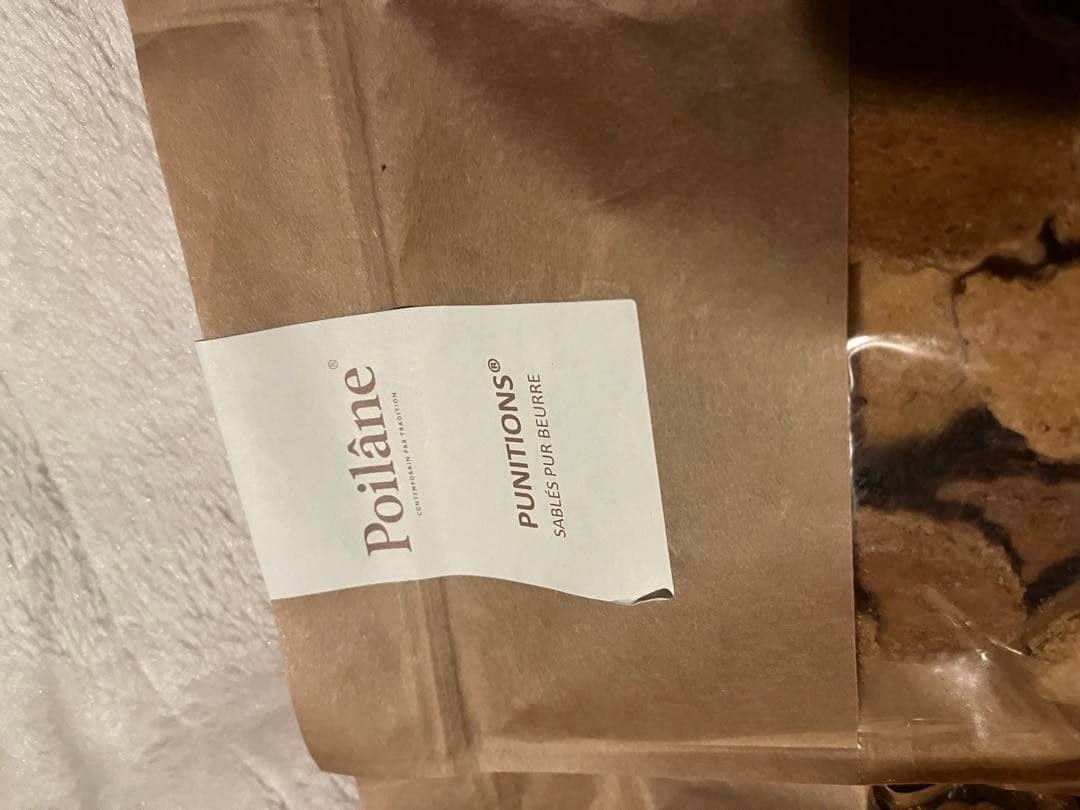 Poilâne®
CONTEMPORAIN PAR TRADITION
PUNITIONS®
SABLÉS PUR BEURRE